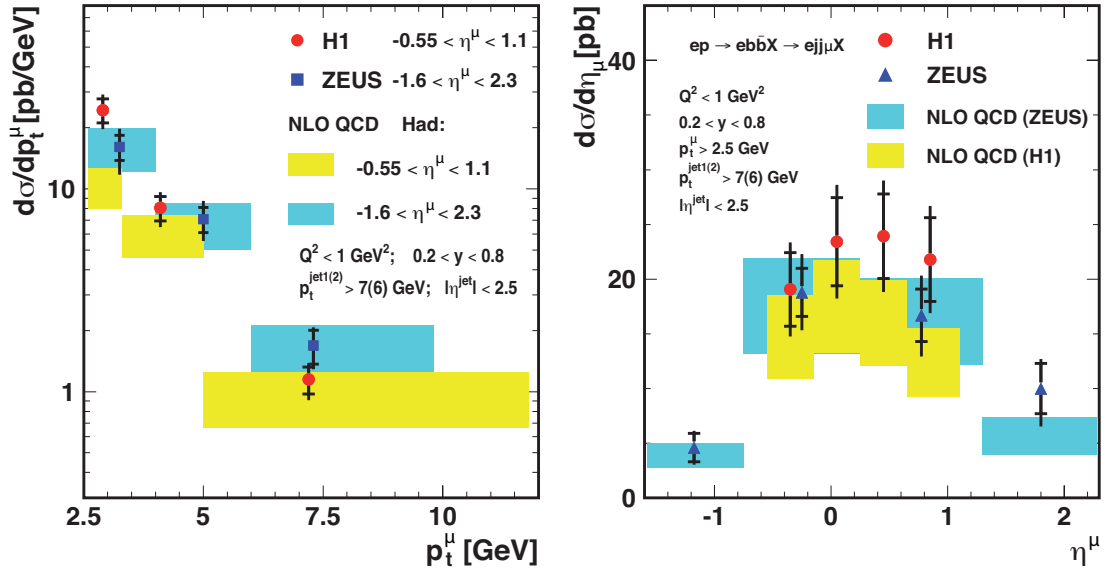 dσ/dp_t^μ [pb/GeV]
10
1
H1 -0.55 < η^μ < 1.1
ZEUS -1.6 < η^μ < 2.3
NLO QCD Had:
-0.55 < η^μ < 1.1
-1.6 < η^μ < 2.3
Q² < 1 GeV²; 0.2 < y < 0.8
p_t^jet1(2) > 7(6) GeV; |η^jet| < 2.5
2.5 5 7.5 10
p_t^μ [GeV]
dσ/dη_μ [pb]
40
20
0
ep → ebb̄X → ejjμX
Q² < 1 GeV²
0.2 < y < 0.8
p_t^μ > 2.5 GeV
p_t^jet1(2) > 7(6) GeV
|η^jet| < 2.5
H1
ZEUS
NLO QCD (ZEUS)
NLO QCD (H1)
-1 0 1 2
η^μ